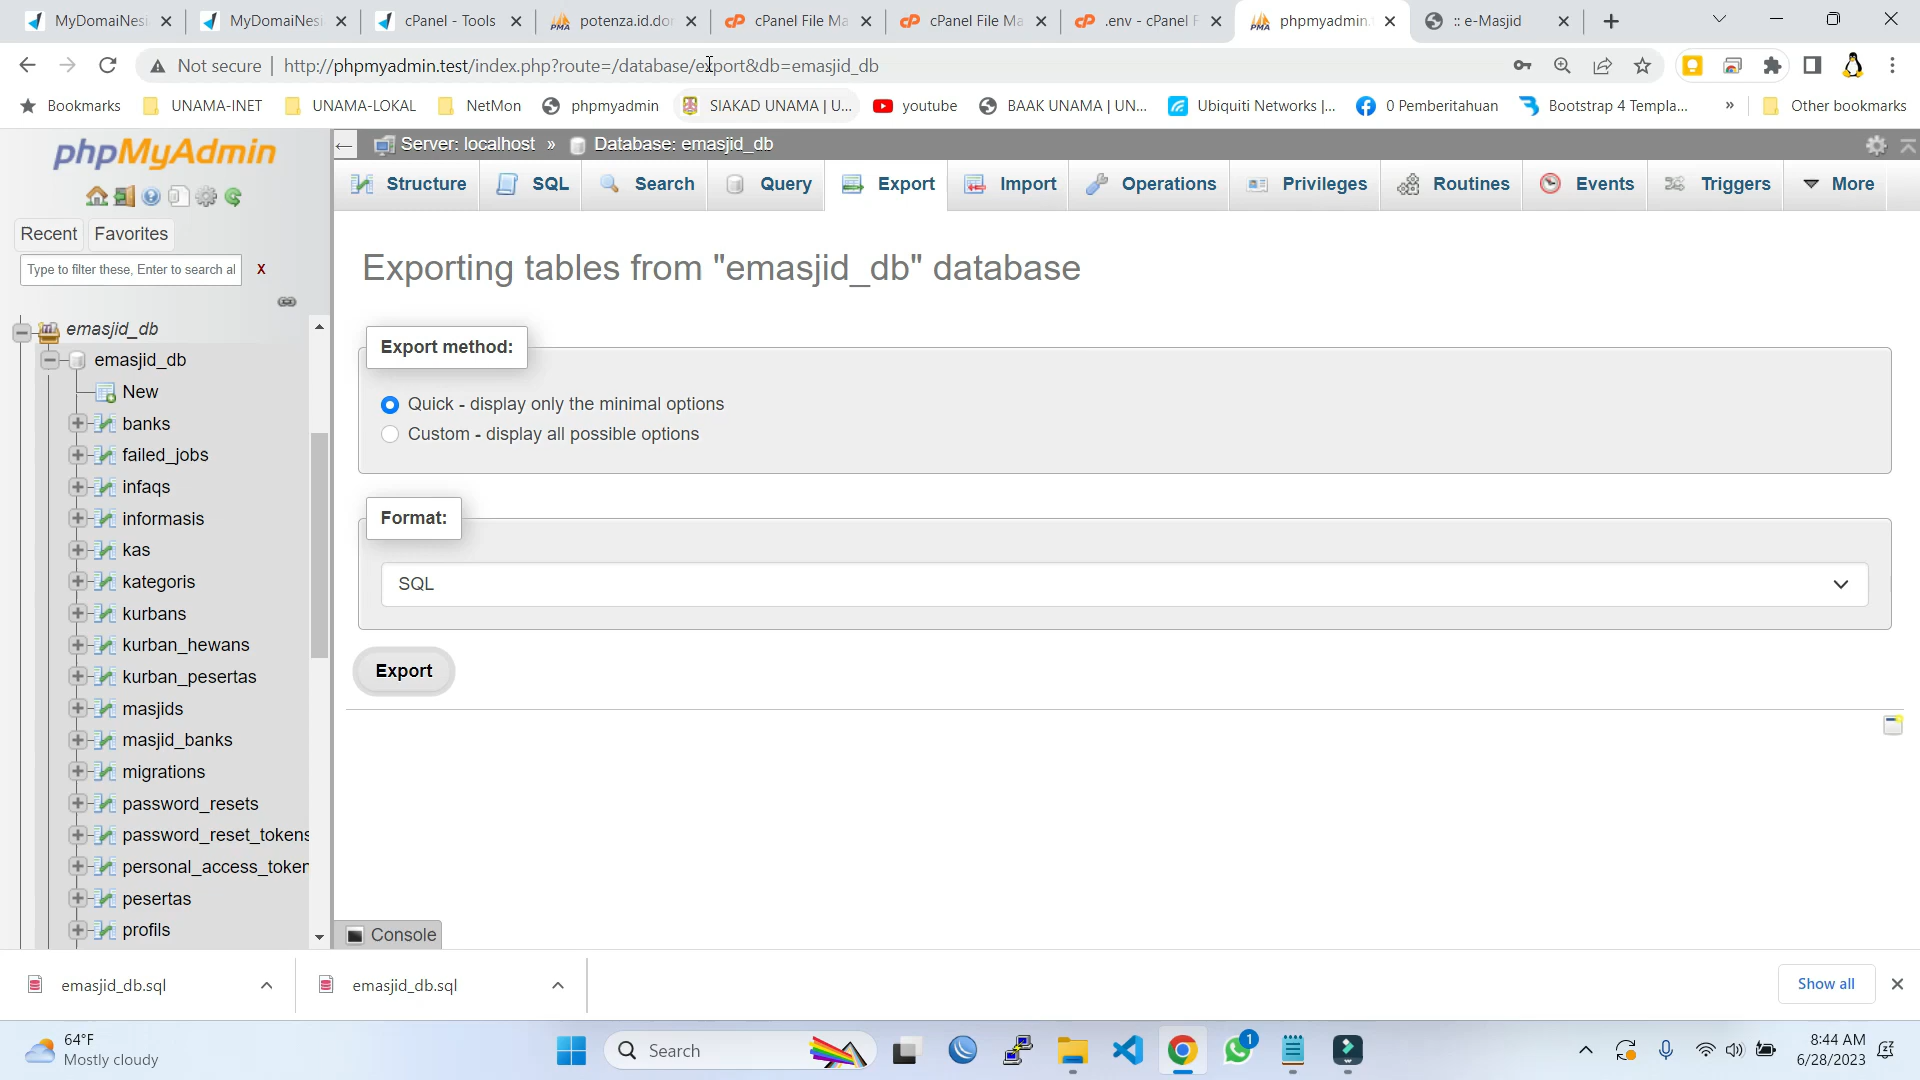 MyDomaiNesi
MyDomaiNesi
cPanel - Tools
potenza.id.dor
cPanel File Ma
cPanel File Ma
.env - cPanel F
phpmyadmin.
:: e-Masjid
Not secure
http://phpmyadmin.test/index.php?route=/database/export&db=emasjid_db
Bookmarks
UNAMA-INET
UNAMA-LOKAL
NetMon
phpmyadmin
SIAKAD UNAMA | U...
youtube
BAAK UNAMA | UN...
Ubiquiti Networks |...
0 Pemberitahuan
Bootstrap 4 Templa...
»
Other bookmarks
phpMyAdmin
Server: localhost » Database: emasjid_db
Structure
SQL
Search
Query
Export
Import
Operations
Privileges
Routines
Events
Triggers
More
Recent
Favorites
Type to filter these, Enter to search al
X
Exporting tables from "emasjid_db" database
Export method:
Quick - display only the minimal options
Custom - display all possible options
Format:
SQL
Export
emasjid_db
emasjid_db
New
banks
failed_jobs
infaqs
informasis
kas
kategoris
kurbans
kurban_hewans
kurban_pesertas
masjids
masjid_banks
migrations
password_resets
password_reset_tokens
personal_access_token
pesertas
profils
Console
emasjid_db.sql
emasjid_db.sql
Show all
64°F
Mostly cloudy
Search
1
8:44 AM
6/28/2023